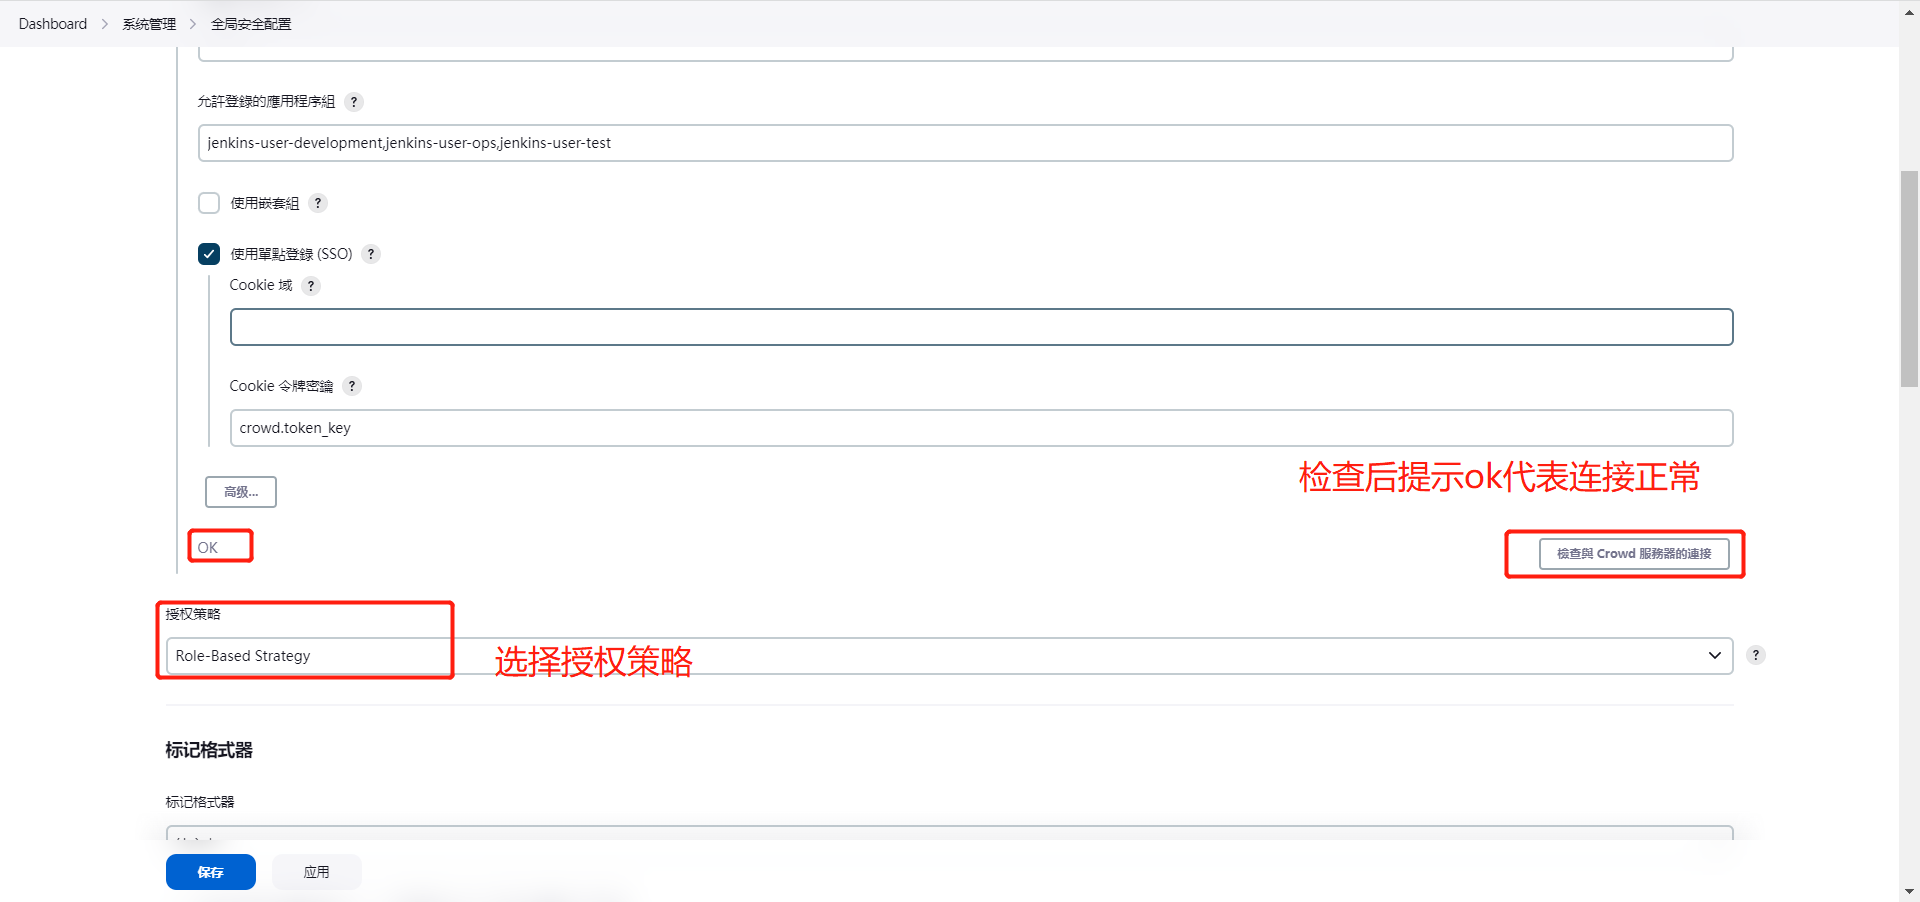 Dashboard > 系统管理 > 全局安全配置
允許登錄的應用程序組 ?
jenkins-user-development,jenkins-user-ops,jenkins-user-test
使用嵌套組 ?
使用單點登錄 (SSO) ?
Cookie 域 ?
Cookie 令牌密鑰 ?
crowd.token_key
检查后提示ok代表连接正常
高级...
OK
檢查與 Crowd 服務器的連接
授权策略
Role-Based Strategy
?
选择授权策略
标记格式器
标记格式器
保存
应用